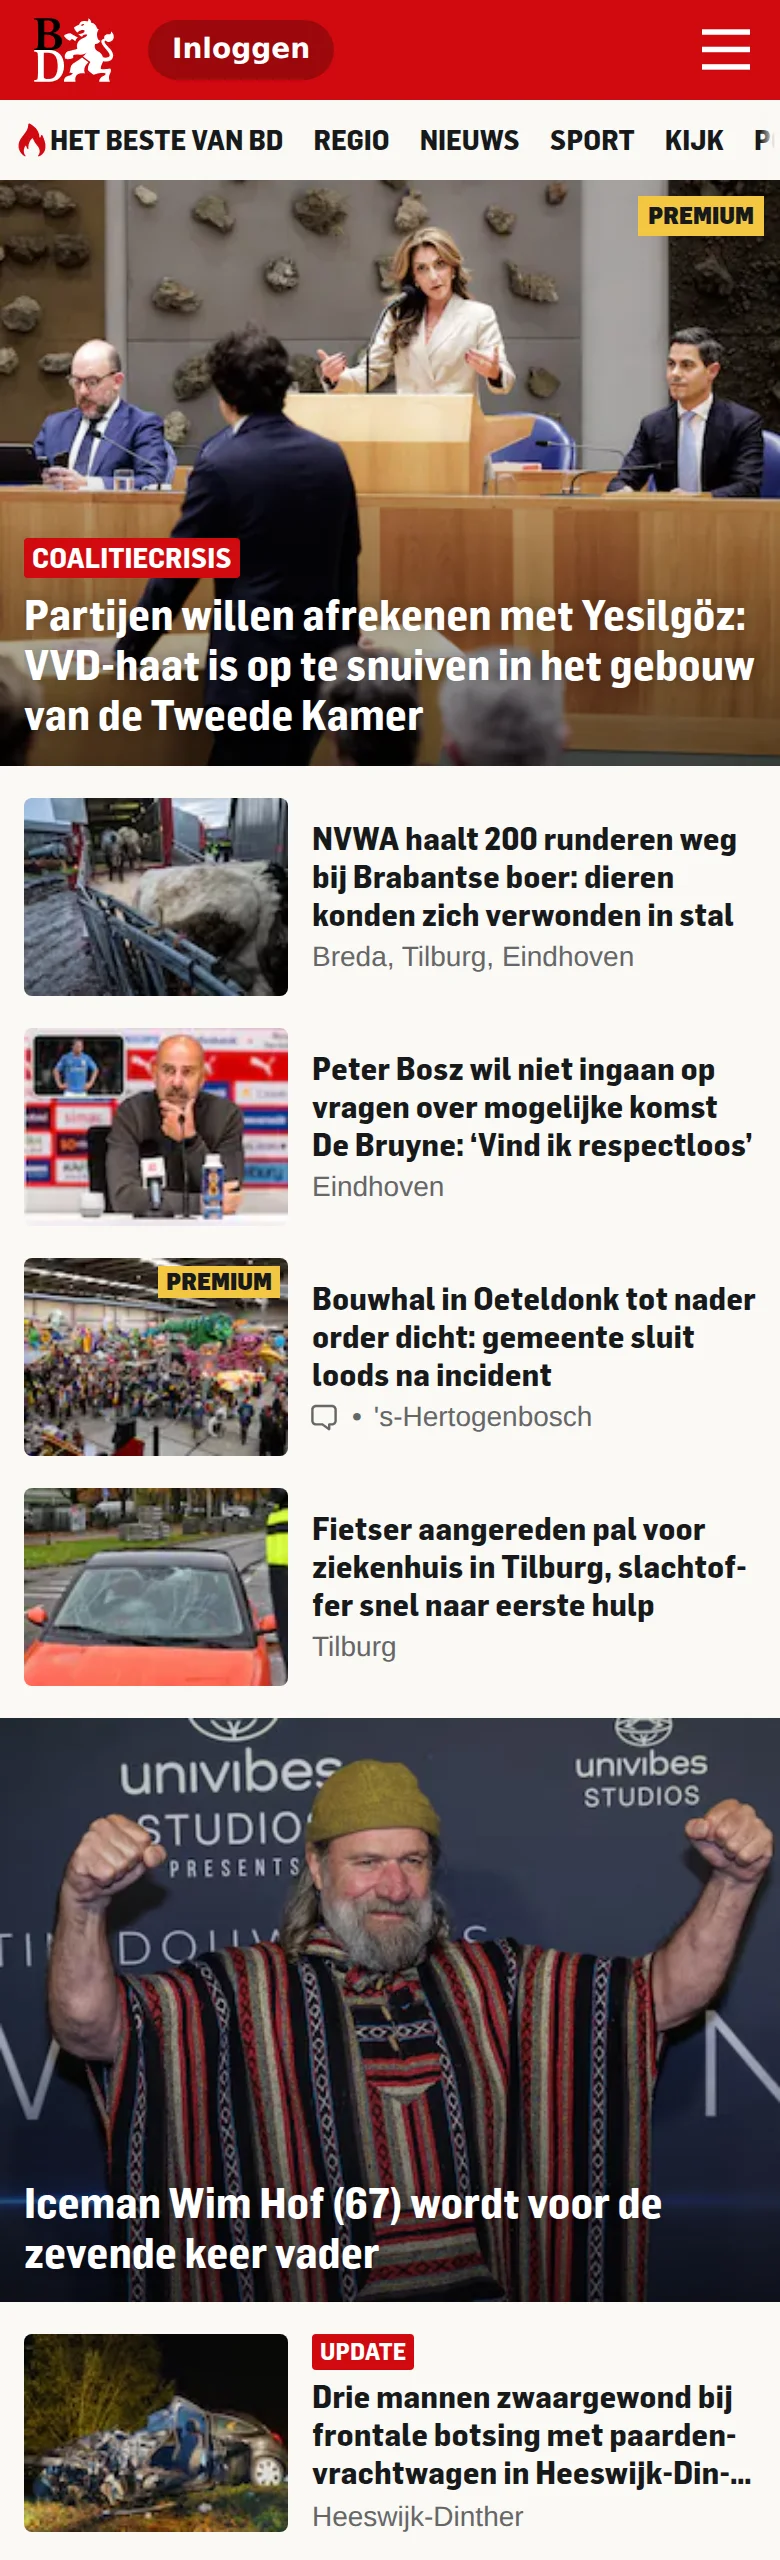 B
D
Inloggen
HET BESTE VAN BD REGIO NIEUWS SPORT KIJK
PREMIUM
COALITIECRISIS
Partijen willen afrekenen met Yesilgöz:
VVD-haat is op te snuiven in het gebouw
van de Tweede Kamer
NVWA haalt 200 runderen weg
bij Brabantse boer: dieren
konden zich verwonden in stal
Breda, Tilburg, Eindhoven
Peter Bosz wil niet ingaan op
vragen over mogelijke komst
De Bruyne: ‘Vind ik respectloos’
Eindhoven
PREMIUM
Bouwhal in Oeteldonk tot nader
order dicht: gemeente sluit
loods na incident
• 's-Hertogenbosch
Fietser aangereden pal voor
ziekenhuis in Tilburg, slachtof-
fer snel naar eerste hulp
Tilburg
univibes
STUDIO
PRESENTS
univibes
STUDIOS
Iceman Wim Hof (67) wordt voor de
zevende keer vader
UPDATE
Drie mannen zwaargewond bij
frontale botsing met paarden-
vrachtwagen in Heeswijk-Din-...
Heeswijk-Dinther